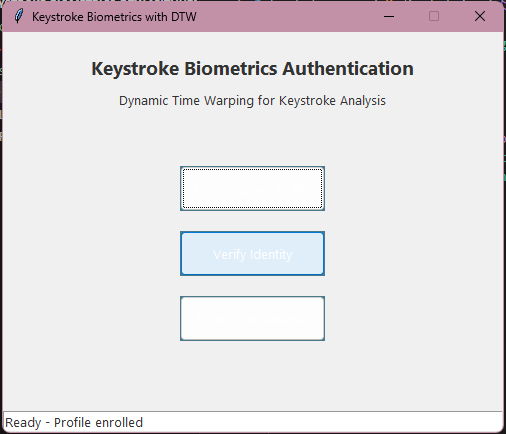 Keystroke Biometrics with DTW
Keystroke Biometrics Authentication
Dynamic Time Warping for Keystroke Analysis
Verify Identity
Ready - Profile enrolled